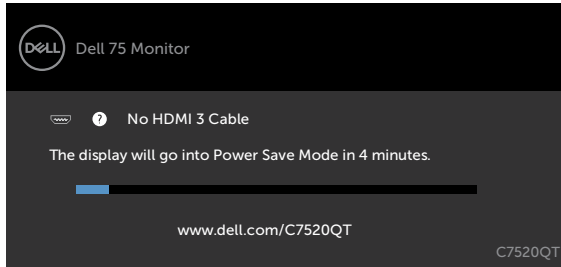 DELL
Dell 75 Monitor
? No HDMI 3 Cable
The display will go into Power Save Mode in 4 minutes.
www.dell.com/C7520QT
C7520QT